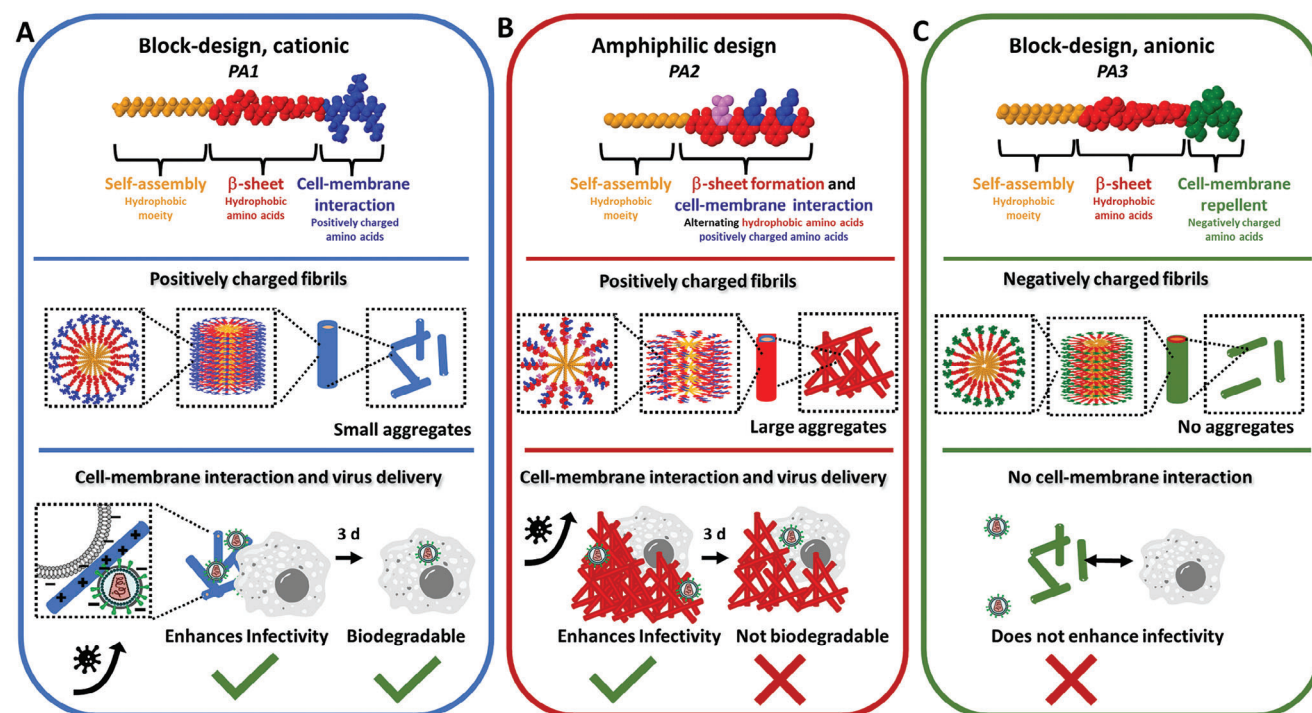 A
Block-design, cationic
PA1
Self-assembly
Hydrophobic
moeity
β-sheet
Hydrophobic
amino acids
Cell-membrane
interaction
Positively charged
amino acids
Positively charged fibrils
Small aggregates
Cell-membrane interaction and virus delivery
3 d
Enhances Infectivity
Biodegradable
B
Amphiphilic design
PA2
Self-assembly
Hydrophobic
moeity
β-sheet formation and
cell-membrane interaction
Alternating hydrophobic amino acids
positively charged amino acids
Positively charged fibrils
Large aggregates
Cell-membrane interaction and virus delivery
3 d
Enhances Infectivity
Not biodegradable
C
Block-design, anionic
PA3
Self-assembly
Hydrophobic
moeity
β-sheet
Hydrophobic
amino acids
Cell-membrane
repellent
Negatively charged
amino acids
Negatively charged fibrils
No aggregates
No cell-membrane interaction
Does not enhance infectivity